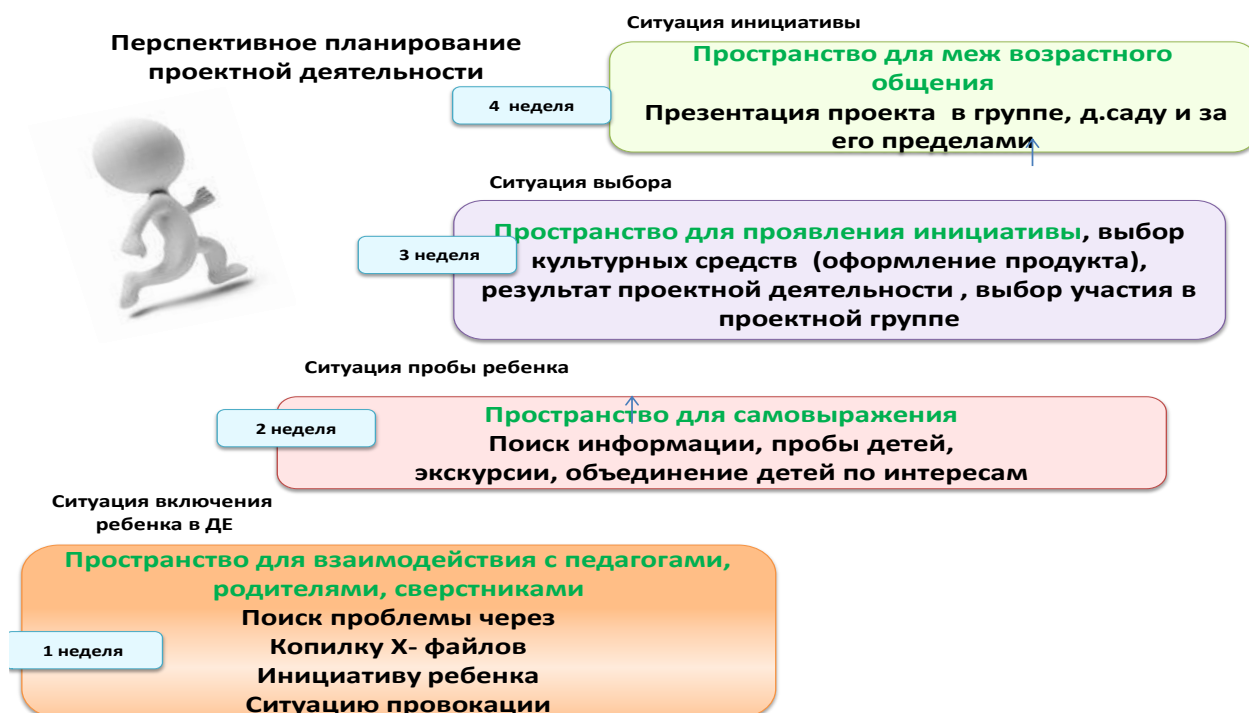 Перспективное планирование
проектной деятельности
Ситуация инициативы
Пространство для меж возрастного
общения
Презентация проекта в группе, д.саду и за
его пределами
4 неделя
Ситуация выбора
Пространство для проявления инициативы, выбор
культурных средств (оформление продукта),
результат проектной деятельности , выбор участия в
проектной группе
3 неделя
Ситуация пробы ребенка
Пространство для самовыражения
Поиск информации, пробы детей,
экскурсии, объединение детей по интересам
2 неделя
Ситуация включения
ребенка в ДЕ
Пространство для взаимодействия с педагогами,
родителями, сверстниками
Поиск проблемы через
Копилку Х- файлов
Инициативу ребенка
Ситуацию провокации
1 неделя